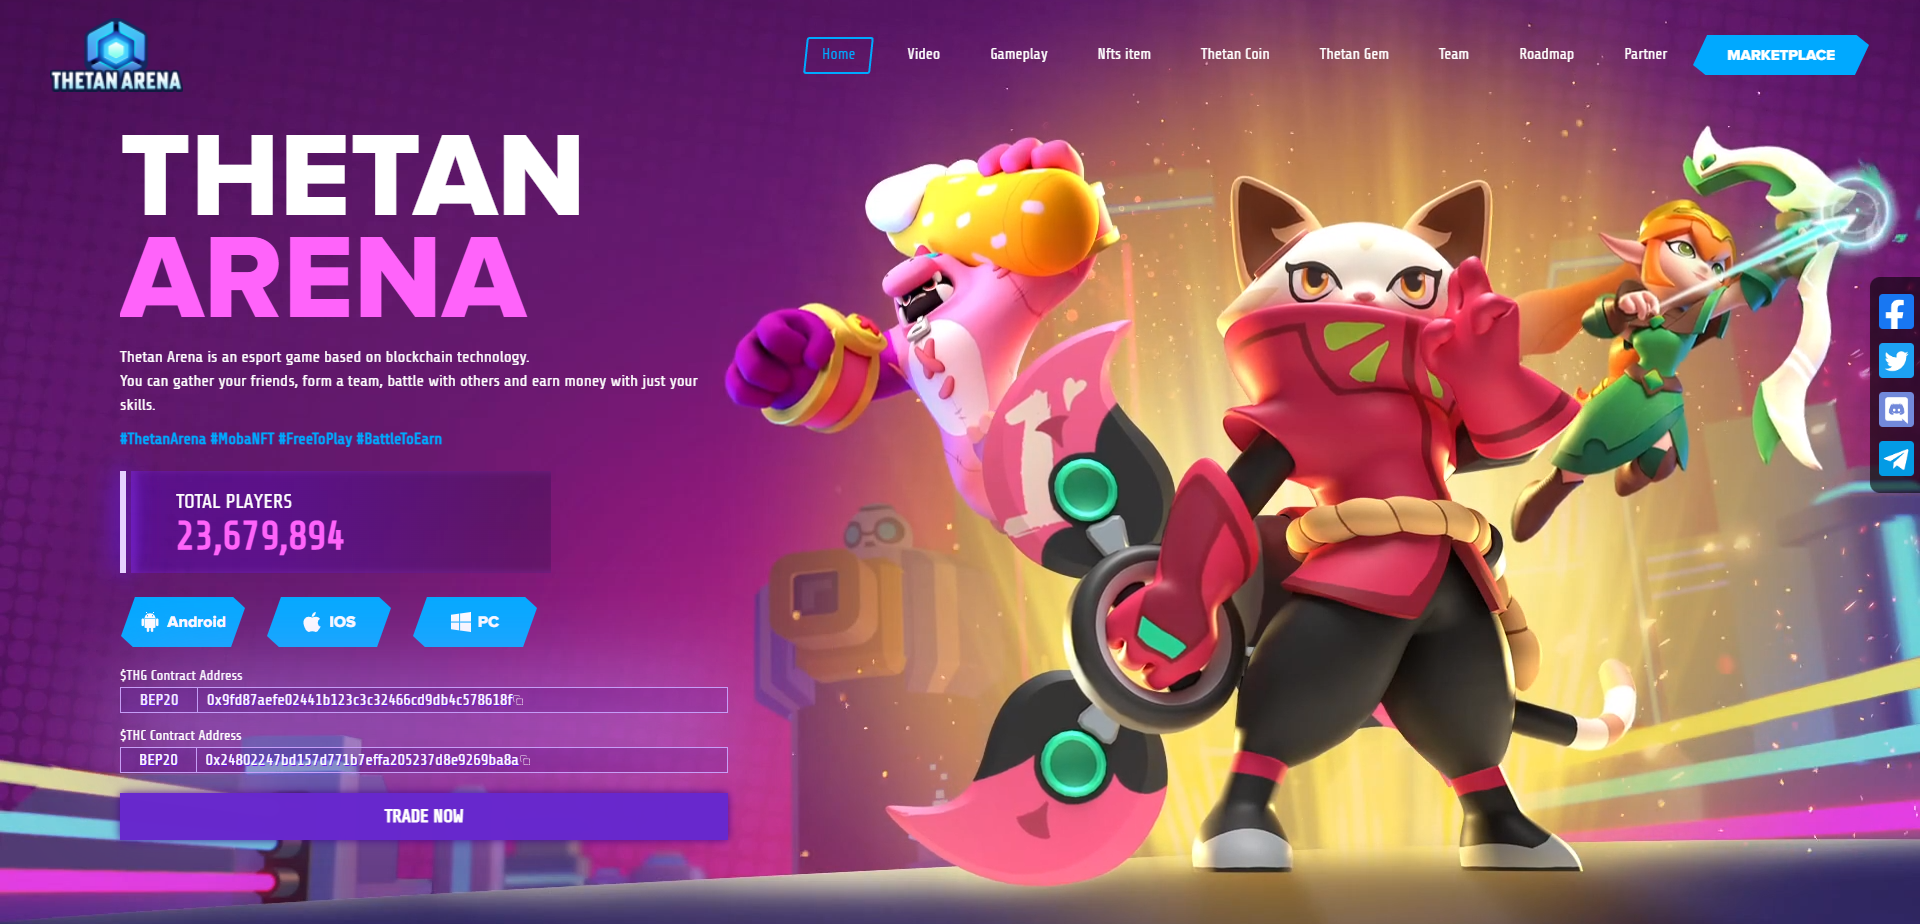 THETAN ARENA
Home Video Gameplay Nfts item Thetan Coin Thetan Gem Team Roadmap Partner MARKETPLACE
THETAN
ARENA
Thetan Arena is an esport game based on blockchain technology.
You can gather your friends, form a team, battle with others and earn money with just your
skills.
#ThetanArena #MobaNFT #FreeToPlay #BattleToEarn
TOTAL PLAYERS
23,679,894
Android IOS PC
$THG Contract Address
BEP20 0x9fd87aefe02441b123c3c32466cd9db4c578618f
$THC Contract Address
BEP20 0x24802247bd157d771b7effa205237d8e9269ba8a
TRADE NOW